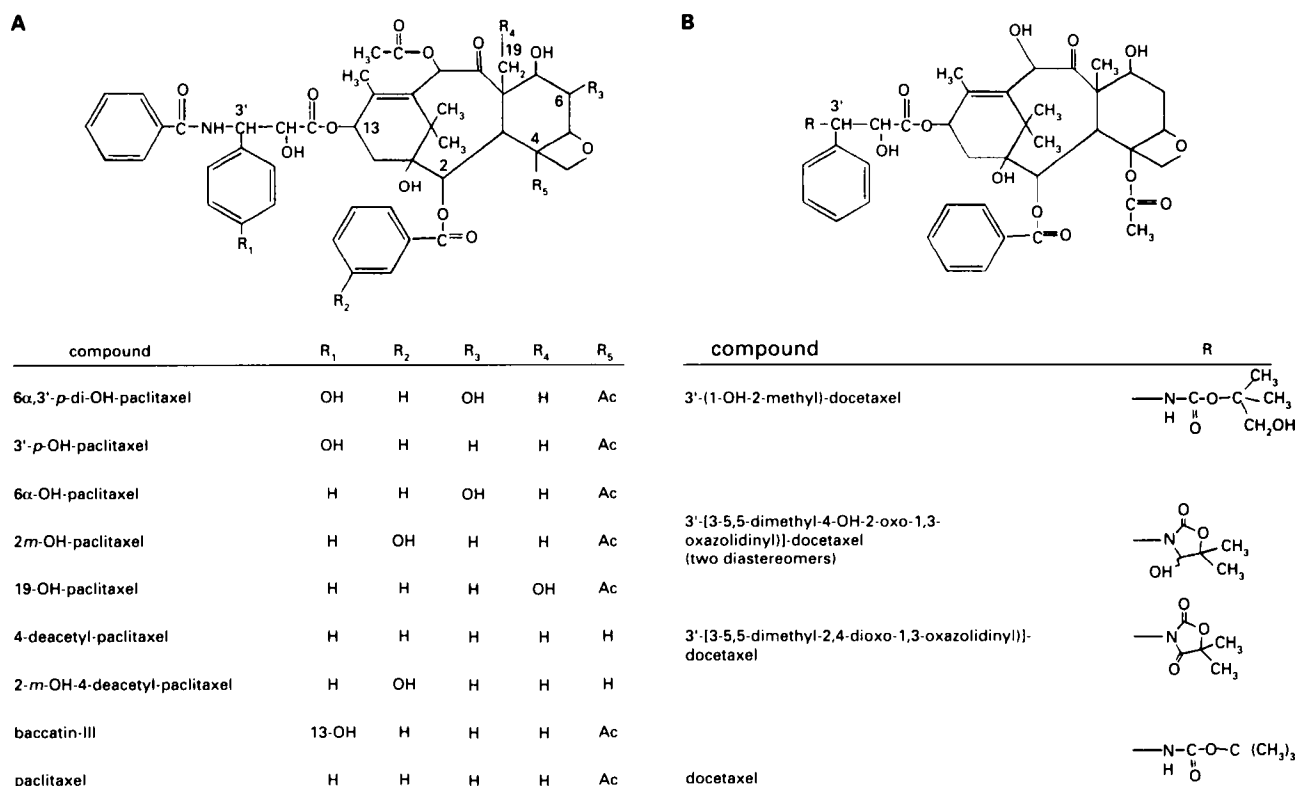 A
B
O
H₃C-C-O
O
R₄
19
CH₂
OH
6
R₃
H₃C
CH₃
CH₃
O
C-NH-CH-CH-C-O
3'
O
OH
13
4
R₅
O
2
OH
O
C=O
R₁
R₂
OH
O
CH₃
OH
H₃C
CH₃
CH₃
3'
O
R-CH-CH-C-O
OH
OH
O
O
C=O
CH₃
O
C=O
compound R₁ R₂ R₃ R₄ R₅
6α,3'-p-di-OH-paclitaxel OH H OH H Ac
3'-p-OH-paclitaxel OH H H H Ac
6α-OH-paclitaxel H H OH H Ac
2m-OH-paclitaxel H OH H H Ac
19-OH-paclitaxel H H H OH Ac
4-deacetyl-paclitaxel H H H H H
2-m-OH-4-deacetyl-paclitaxel H OH H H H
baccatin-III 13-OH H H H Ac
paclitaxel H H H H Ac
compound R
3'-(1-OH-2-methyl)-docetaxel
CH₃
N-C-O-C-CH₃
H O CH₂OH
3'-[3-5,5-dimethyl-4-OH-2-oxo-1,3-
oxazolidinyl)]-docetaxel
(two diastereomers)
O
N O
CH₃
OH CH₃
3'-[3-5,5-dimethyl-2,4-dioxo-1,3-oxazolidinyl)]-
docetaxel
O
N O
CH₃
O CH₃
docetaxel
N-C-O-C (CH₃)₃
H O